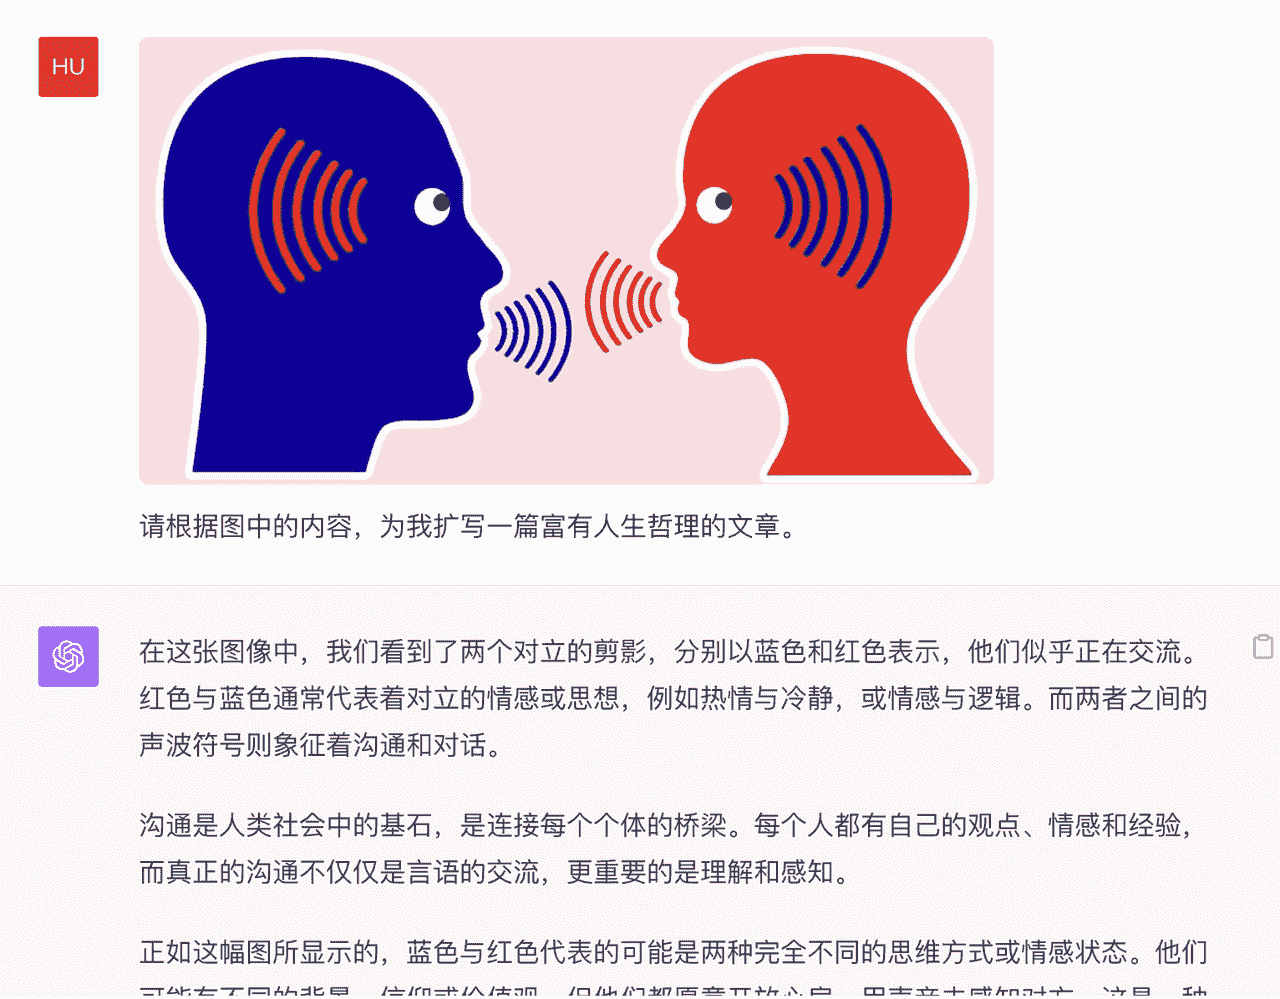 HU
请根据图中的内容，为我扩写一篇富有人生哲理的文章。
在这张图像中，我们看到了两个对立的剪影，分别以蓝色和红色表示，他们似乎正在交流。
红色与蓝色通常代表着对立的情感或思想，例如热情与冷静，或情感与逻辑。而两者之间的
声波符号则象征着沟通和对话。
沟通是人类社会中的基石，是连接每个个体的桥梁。每个人都有自己的观点、情感和经验，
而真正的沟通不仅仅是言语的交流，更重要的是理解和感知。
正如这幅图所显示的，蓝色与红色代表的可能是两种完全不同的思维方式或情感状态。他们